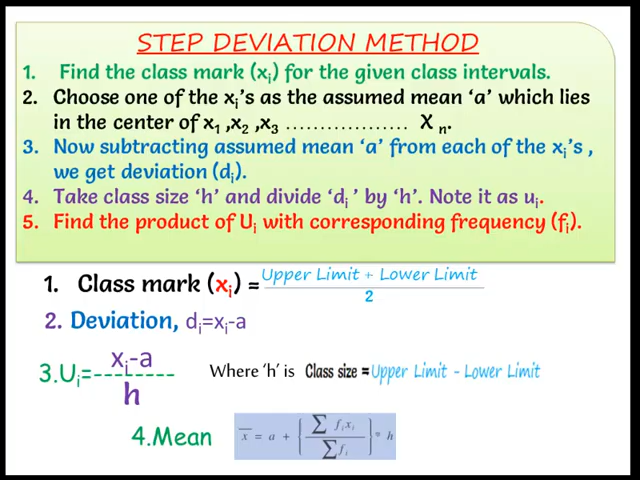 STEP DEVIATION METHOD
1. Find the class mark (xᵢ) for the given class intervals.
2. Choose one of the xᵢ's as the assumed mean 'a' which lies
in the center of x₁ ,x₂ ,x₃ .................. X ₙ.
3. Now subtracting assumed mean 'a' from each of the xᵢ's ,
we get deviation (dᵢ).
4. Take class size 'h' and divide 'dᵢ ' by 'h'. Note it as uᵢ.
5. Find the product of Uᵢ with corresponding frequency (fᵢ).
1. Class mark (xᵢ) = Upper Limit + Lower Limit
2
2. Deviation, dᵢ=xᵢ-a
xᵢ-a
3.Uᵢ=--------- Where 'h' is Class size = Upper Limit - Lower Limit
h
4.Mean x̄ = a + { ∑ fᵢxᵢ / ∑ fᵢ } * h